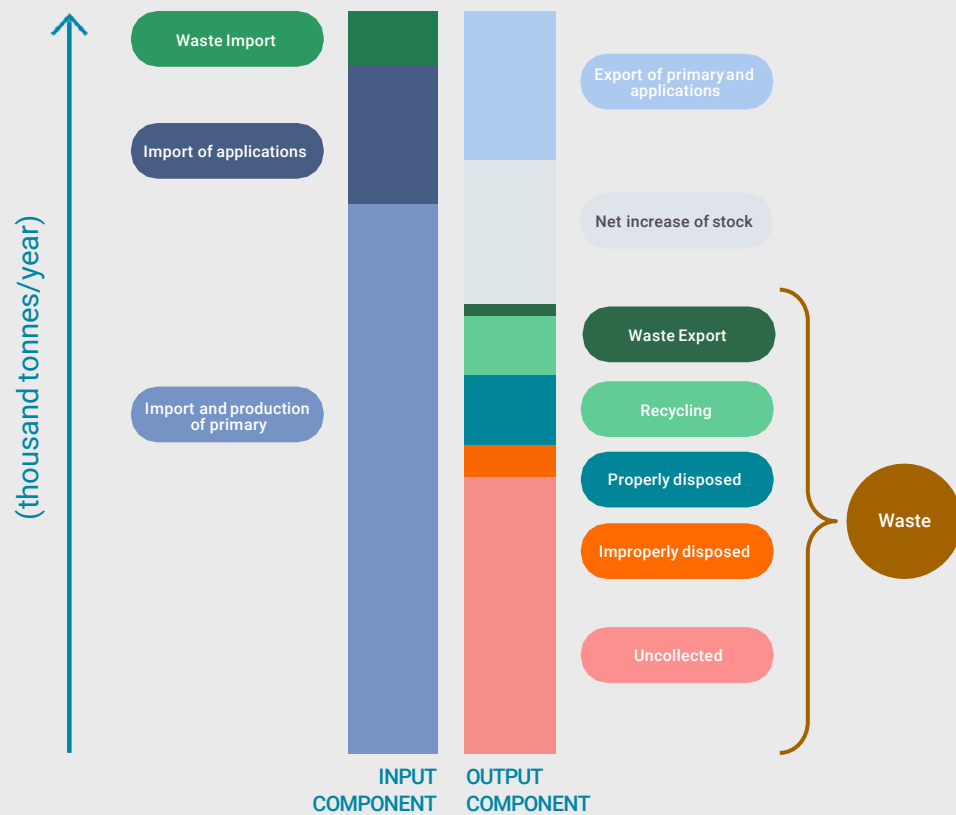 (thousand tonnes/year)
Waste Import
Import of applications
Import and production
of primary
Export of primary and
applications
Net increase of stock
Waste Export
Recycling
Properly disposed
Improperly disposed
Uncollected
Waste
INPUT
COMPONENT
OUTPUT
COMPONENT